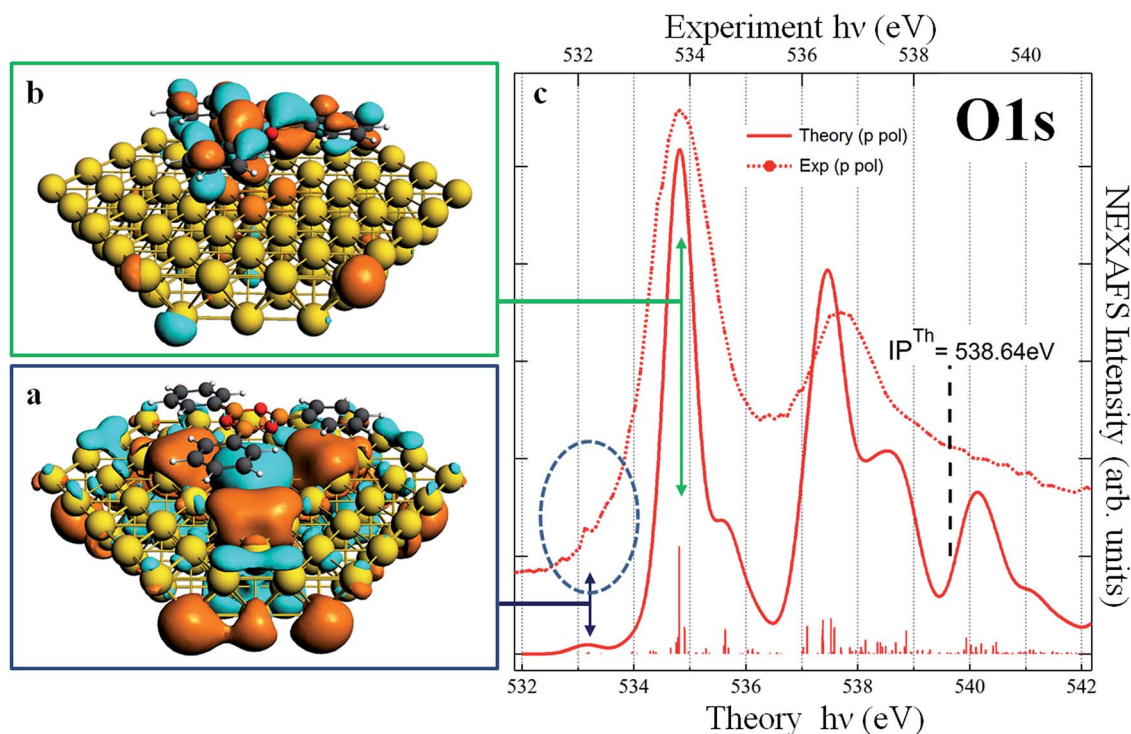 Experiment hν (eV)
532 534 536 538 540
b
c
O1s
Theory (p pol)
Exp (p pol)
IP^Th = 538.64eV
NEXAFS Intensity (arb. units)
a
532 534 536 538 540 542
Theory hν (eV)